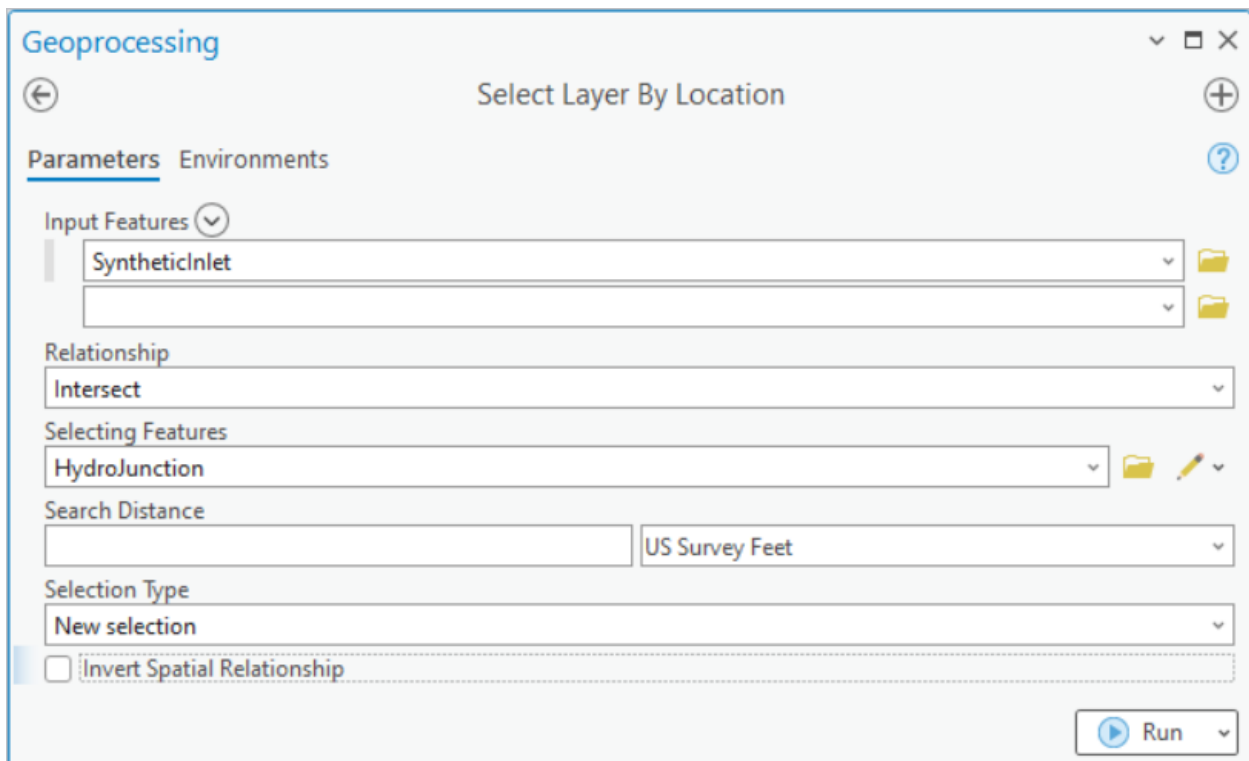 Geoprocessing
Select Layer By Location
Parameters Environments
Input Features
SyntheticInlet
Relationship
Intersect
Selecting Features
HydroJunction
Search Distance
US Survey Feet
Selection Type
New selection
Invert Spatial Relationship
Run